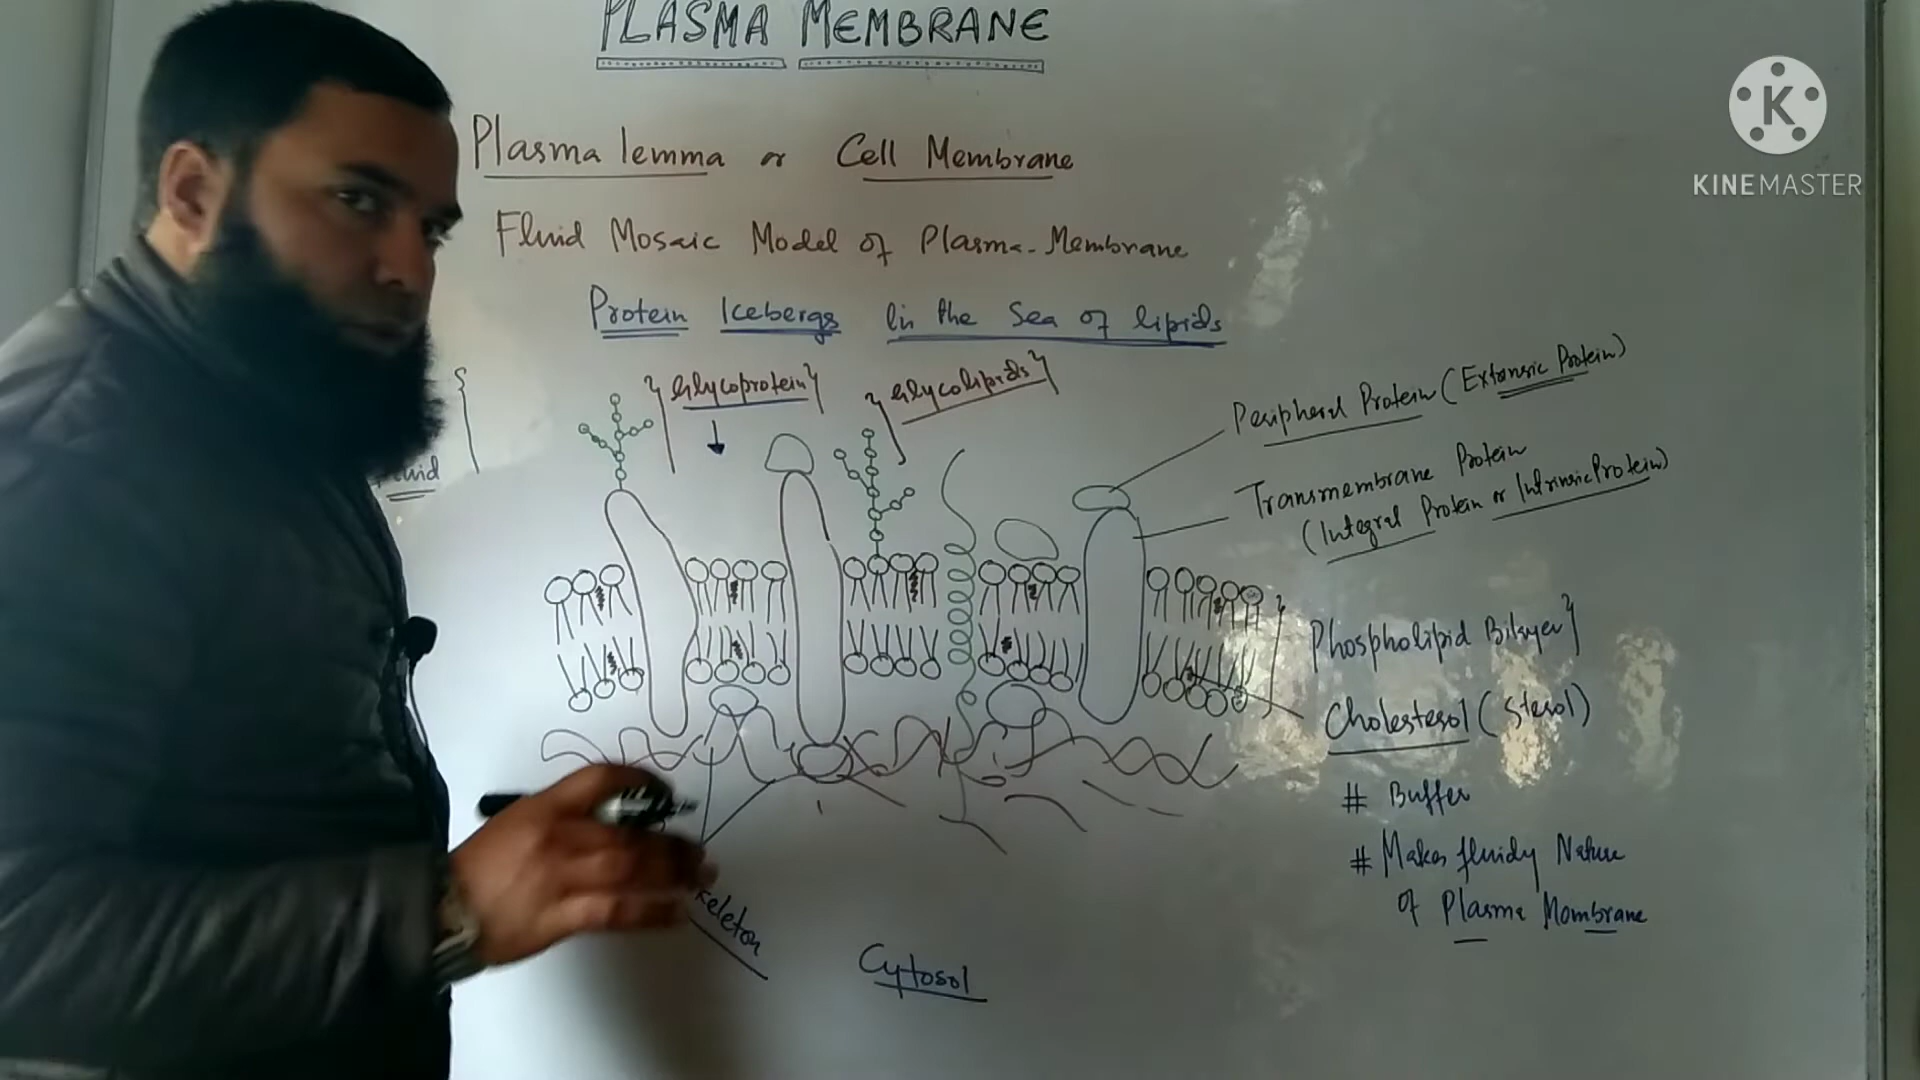 PLASMA MEMBRANE
Plasma lemma or Cell Membrane
Fluid Mosaic Model of Plasma-Membrane
Protein Icebergs in the Sea of lipids
Glycoprotein
Glycolipids
Peripheral Protein (Extensic Protein)
Transmembrane Protein
(Integral Protein or Intrinsic Protein)
Phospholipid Bilayer
Cholesterol (Sterol)
# Buffer
# Makes fluidy Nature
of Plasma Membrane
keleton
Cytosol
K
KINEMASTER